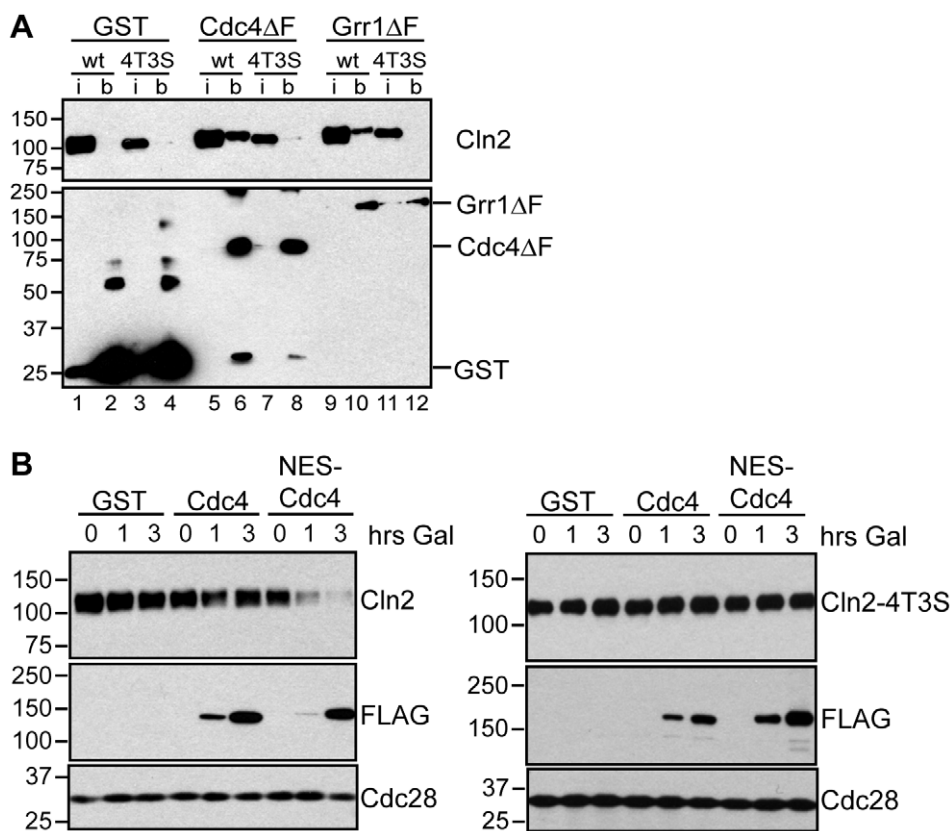 A
GST Cdc4ΔF Grr1ΔF
wt 4T3S wt 4T3S wt 4T3S
i b i b i b i b i b i b
150
100
75
Cln2
250
150
100
75
50
37
25
Grr1ΔF
Cdc4ΔF
GST
1 2 3 4 5 6 7 8 9 10 11 12
B
GST Cdc4 NES-Cdc4
0 1 3 0 1 3 0 1 3 hrs Gal
150
100
75
Cln2
250
150
100
FLAG
37
25
Cdc28
GST Cdc4 NES-Cdc4
0 1 3 0 1 3 0 1 3 hrs Gal
150
100
Cln2-4T3S
250
150
FLAG
37
25
Cdc28